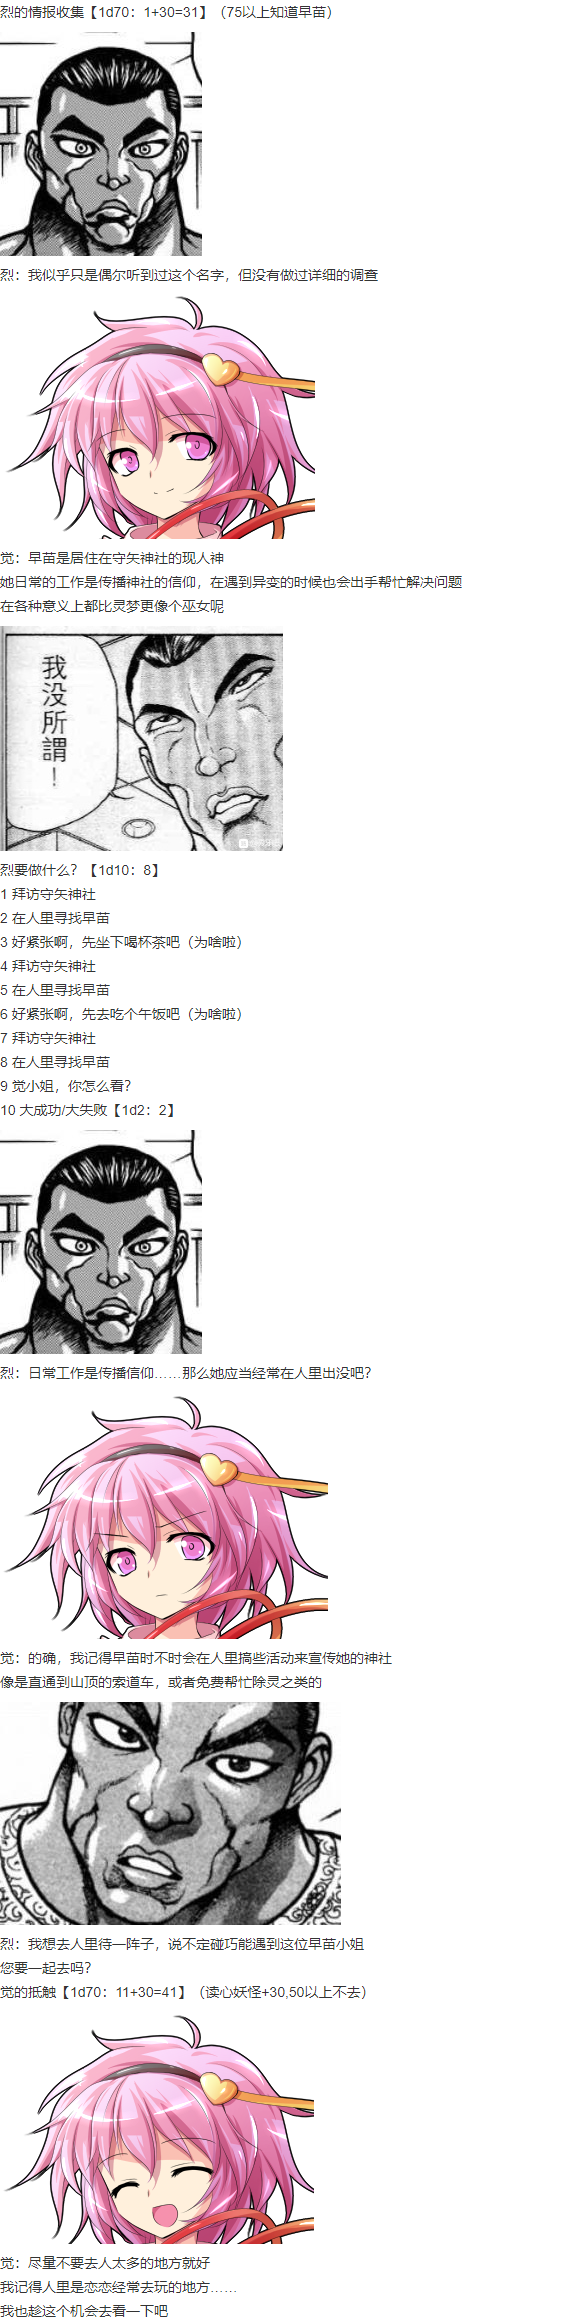 烈的情报收集【1d70：1+30=31】（75以上知道早苗）
烈：我似乎只是偶尔听到过这个名字，但没有做过详细的调查
觉：早苗是居住在守矢神社的现人神
她日常的工作是传播神社的信仰，在遇到异变的时候也会出手帮忙解决问题
在各种意义上都比灵梦更像个巫女呢
我没所謂！
烈要做什么？【1d10：8】
1 拜访守矢神社
2 在人里寻找早苗
3 好紧张啊，先坐下喝杯茶吧（为啥啦）
4 拜访守矢神社
5 在人里寻找早苗
6 好紧张啊，先去吃个午饭吧（为啥啦）
7 拜访守矢神社
8 在人里寻找早苗
9 觉小姐，你怎么看？
10 大成功/大失败【1d2：2】
烈：日常工作是传播信仰……那么她应当经常在人里出没吧？
觉：的确，我记得早苗时不时会在人里搞些活动来宣传她的神社
像是直通到山顶的索道车，或者免费帮忙除灵之类的
烈：我想去人里待一阵子，说不定碰巧能遇到这位早苗小姐
您要一起去吗？
觉的抵触【1d70：11+30=41】（读心妖怪+30,50以上不去）
觉：尽量不要去人太多的地方就好
我记得人里是恋恋经常去玩的地方……
我也趁这个机会去看一下吧